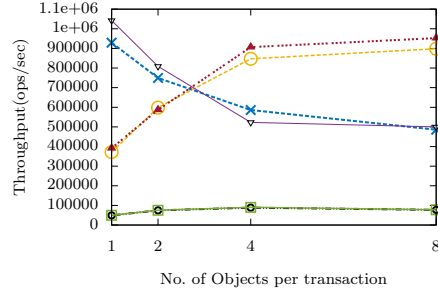 1.1e+06
1e+06
900000
800000
700000
600000
500000
400000
300000
200000
100000
0
Throughput(ops/sec)
1 2 4 8
No. of Objects per transaction